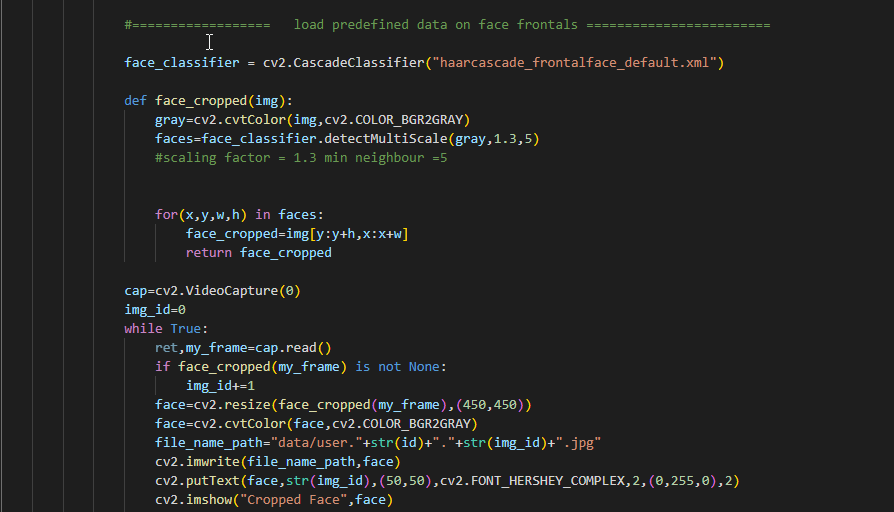 #==================   load predefined data on face frontals ========================
face_classifier = cv2.CascadeClassifier("haarcascade_frontalface_default.xml")
def face_cropped(img):
gray=cv2.cvtColor(img,cv2.COLOR_BGR2GRAY)
faces=face_classifier.detectMultiScale(gray,1.3,5)
#scaling factor = 1.3 min neighbour =5
for(x,y,w,h) in faces:
face_cropped=img[y:y+h,x:x+w]
return face_cropped
cap=cv2.VideoCapture(0)
img_id=0
while True:
ret,my_frame=cap.read()
if face_cropped(my_frame) is not None:
img_id+=1
face=cv2.resize(face_cropped(my_frame),(450,450))
face=cv2.cvtColor(face,cv2.COLOR_BGR2GRAY)
file_name_path="data/user."+str(id)+"."+str(img_id)+".jpg"
cv2.imwrite(file_name_path,face)
cv2.putText(face,str(img_id),(50,50),cv2.FONT_HERSHEY_COMPLEX,2,(0,255,0),2)
cv2.imshow("Cropped Face",face)